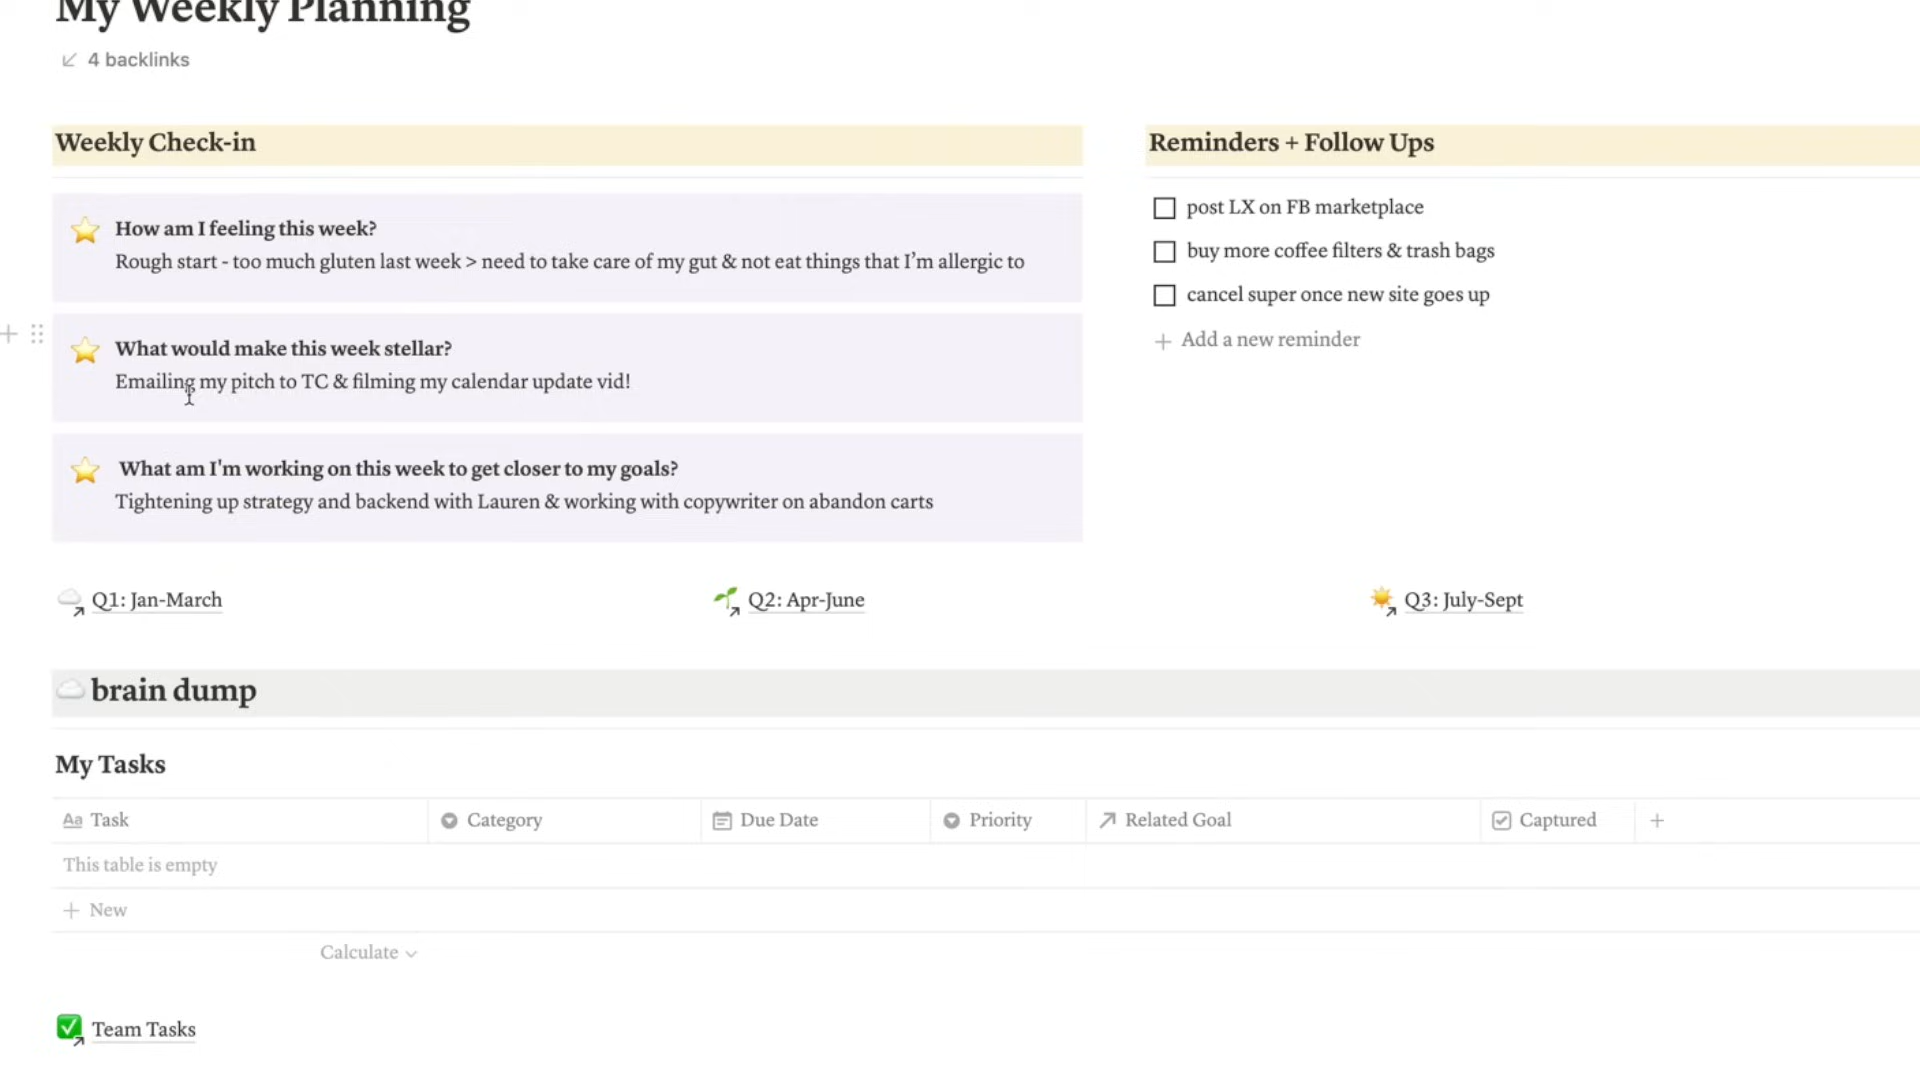 My Weekly Planning
4 backlinks
Weekly Check-in
How am I feeling this week?
Rough start - too much gluten last week > need to take care of my gut & not eat things that I’m allergic to
What would make this week stellar?
Emailing my pitch to TC & filming my calendar update vid!
What am I'm working on this week to get closer to my goals?
Tightening up strategy and backend with Lauren & working with copywriter on abandon carts
Reminders + Follow Ups
post LX on FB marketplace
buy more coffee filters & trash bags
cancel super once new site goes up
Add a new reminder
Q1: Jan-March
Q2: Apr-June
Q3: July-Sept
brain dump
My Tasks
Aa Task Category Due Date Priority Related Goal Captured
This table is empty
New
Calculate
Team Tasks